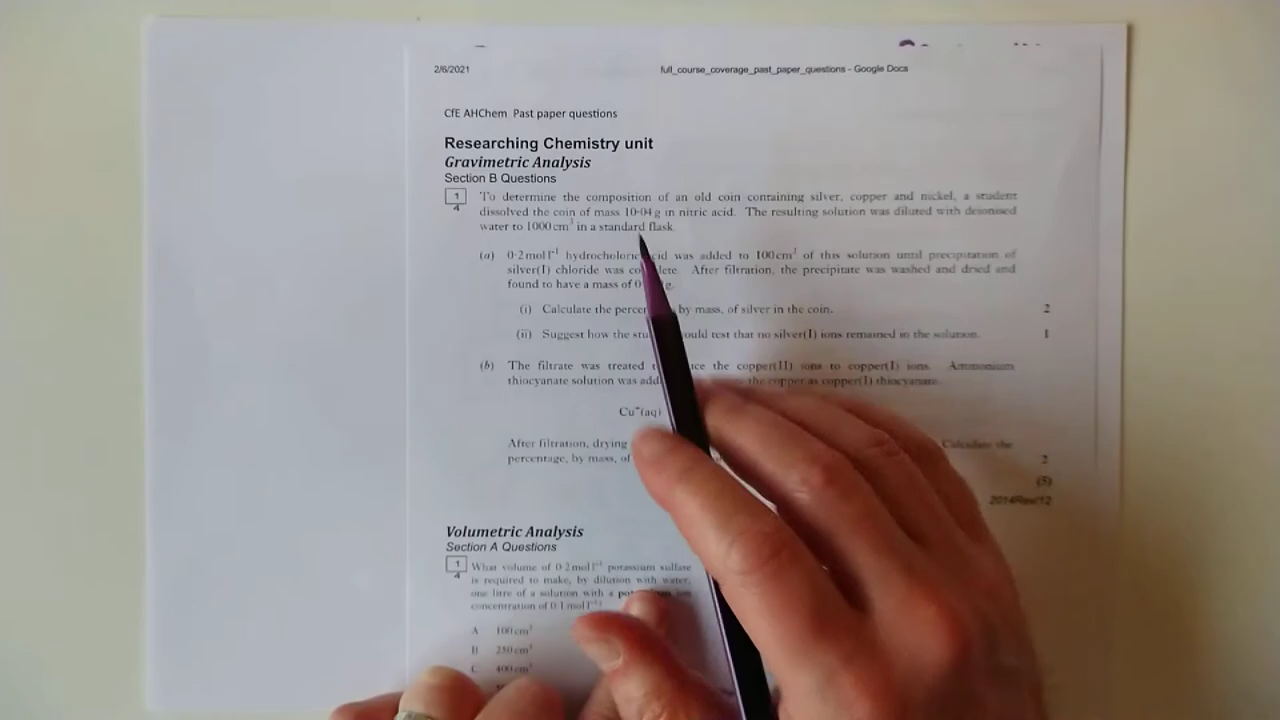 2/6/2021 full_course_coverage_past_paper_questions - Google Docs
CfE AHChem Past paper questions
Researching Chemistry unit
Gravimetric Analysis
Section B Questions
1
4
To determine the composition of an old coin containing silver, copper and nickel, a student
dissolved the coin of mass 10·04 g in nitric acid. The resulting solution was diluted with deionised
water to 1000 cm³ in a standard flask.
(a) 0·2 mol l⁻¹ hydrochloric acid was added to 100 cm³ of this solution until precipitation of
silver(I) chloride was complete. After filtration, the precipitate was washed and dried and
found to have a mass of 0 g.
(i) Calculate the percentage by mass, of silver in the coin. 2
(ii) Suggest how the student could test that no silver(I) ions remained in the solution. 1
(b) The filtrate was treated the copper(II) ions to copper(I) ions. Ammonium
thiocyanate solution was the copper as copper(I) thiocyanate.
Cu⁺(aq)
After filtration, drying Calculate the
percentage, by mass, of 2
(5)
2014Rev/12
Volumetric Analysis
Section A Questions
1
4
What volume of 0·2 mol l⁻¹ potassium sulfate
is required to make, by dilution with water,
one litre of a solution with a potassium ion
concentration of 0·1 mol l⁻¹?
A 100 cm³
B 250 cm³
C 400 cm³